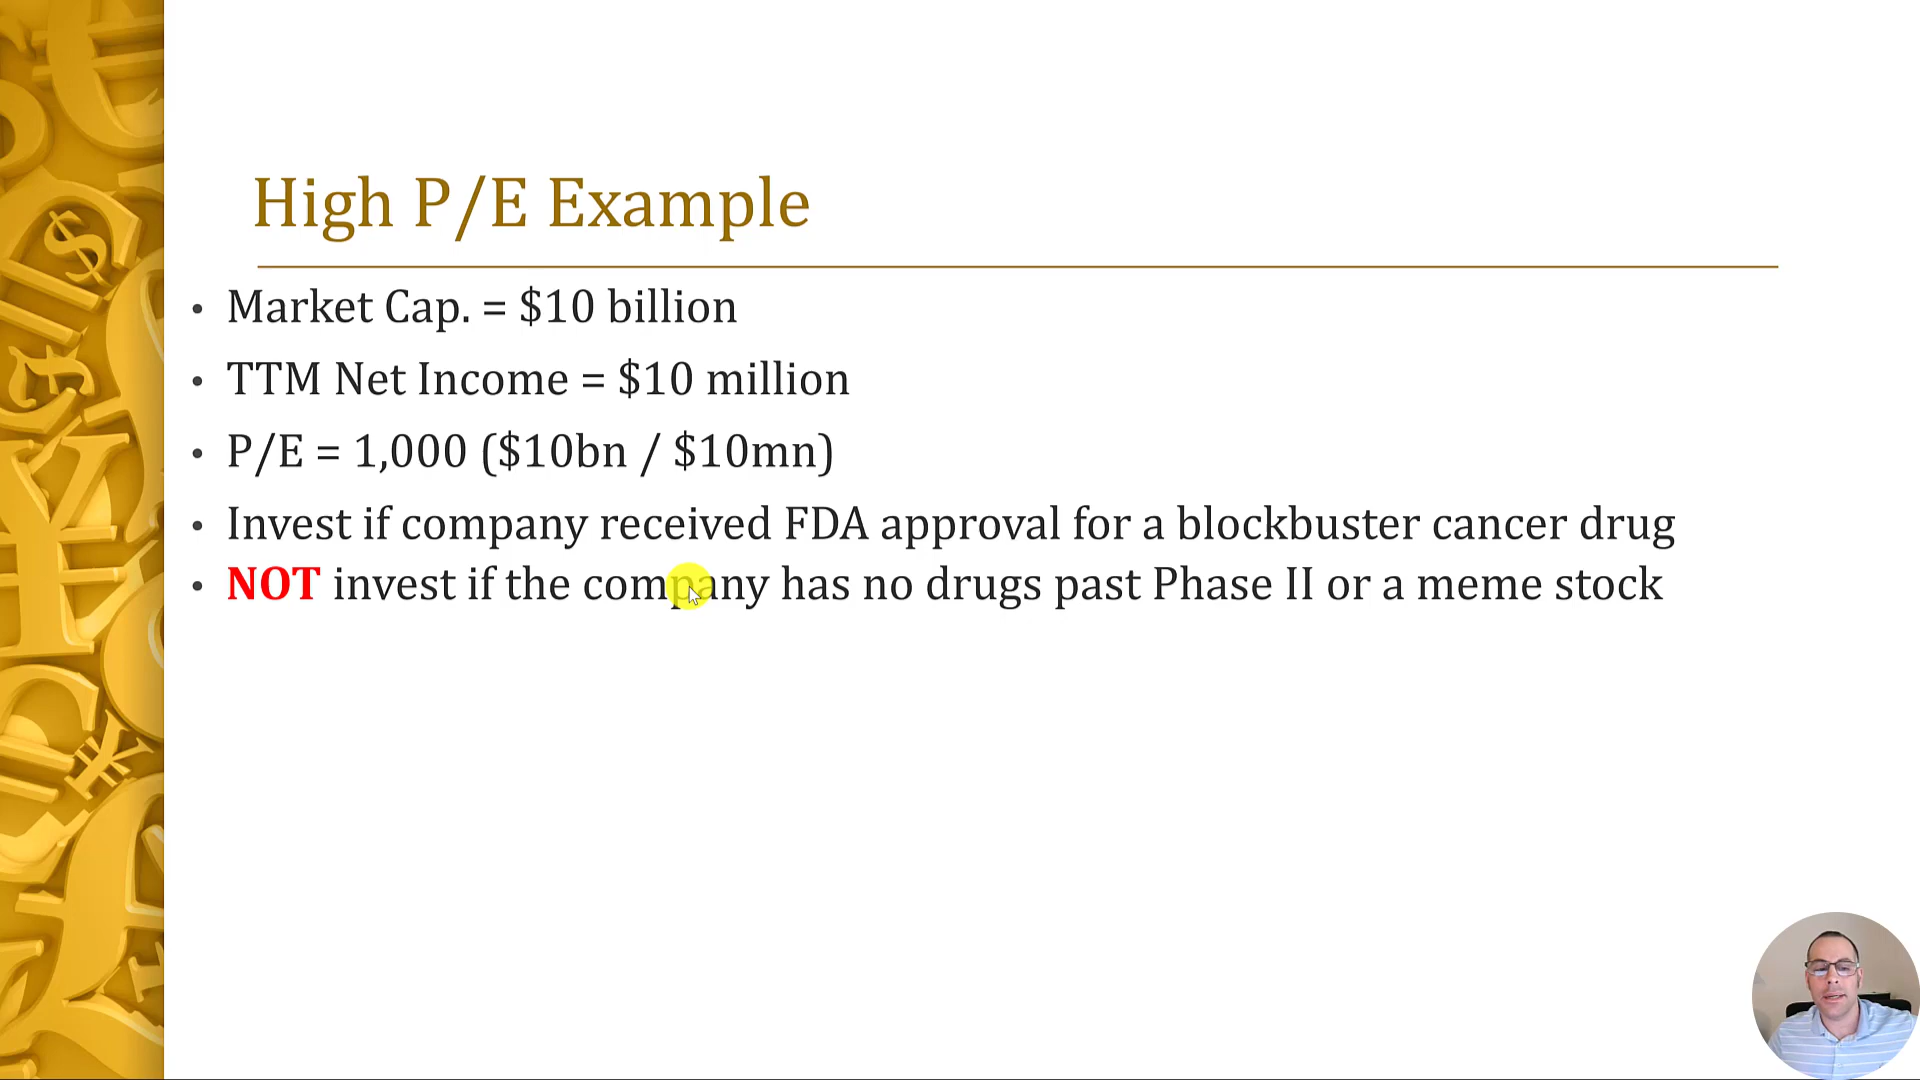 High P/E Example
• Market Cap. = $10 billion
• TTM Net Income = $10 million
• P/E = 1,000 ($10bn / $10mn)
• Invest if company received FDA approval for a blockbuster cancer drug
• NOT invest if the company has no drugs past Phase II or a meme stock